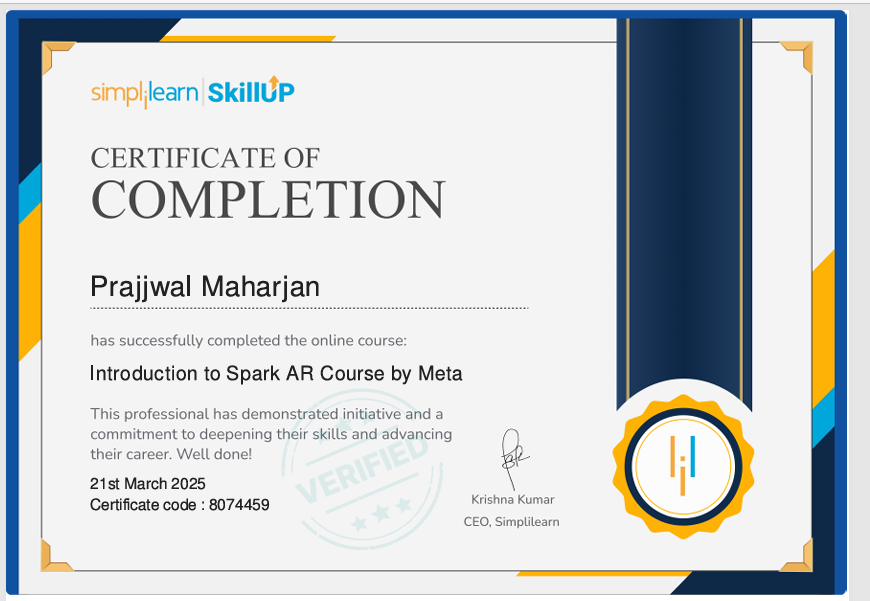 simplilearn | SkillUP
CERTIFICATE OF
COMPLETION
Prajjwal Maharjan
has successfully completed the online course:
Introduction to Spark AR Course by Meta
This professional has demonstrated initiative and a
commitment to deepening their skills and advancing
their career. Well done!
VERIFIED
21st March 2025
Certificate code : 8074459
Krishna Kumar
CEO, Simplilearn